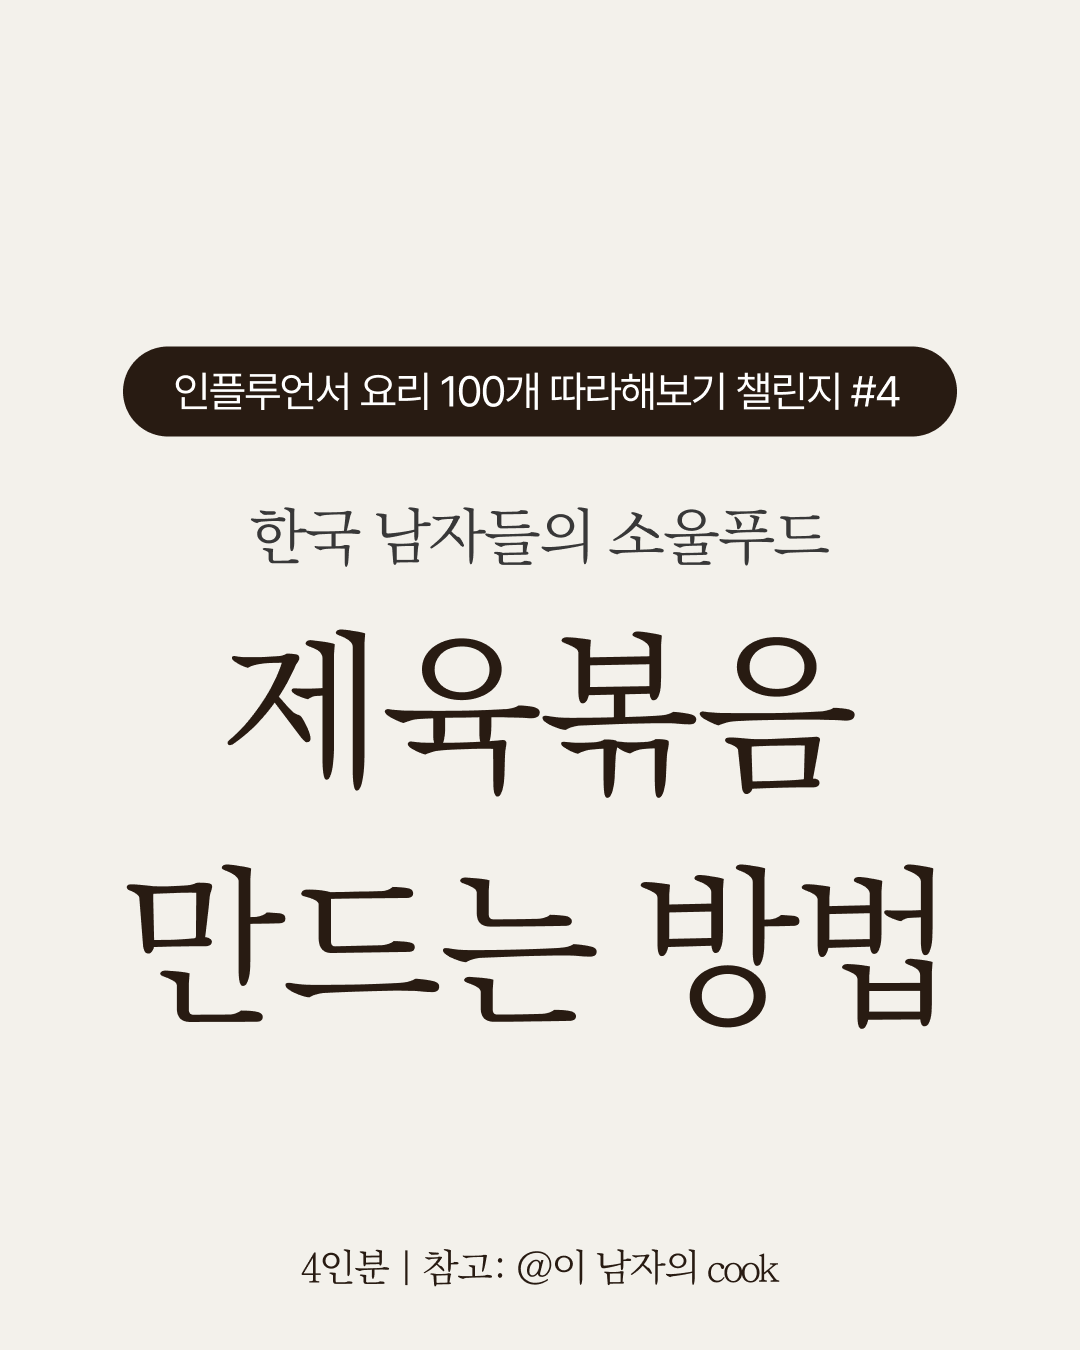 인플루언서 요리 100개 따라해보기 챌린지 #4
한국 남자들의 소울푸드
제육볶음
만드는 방법
4인분 | 참고: @이 남자의 cook